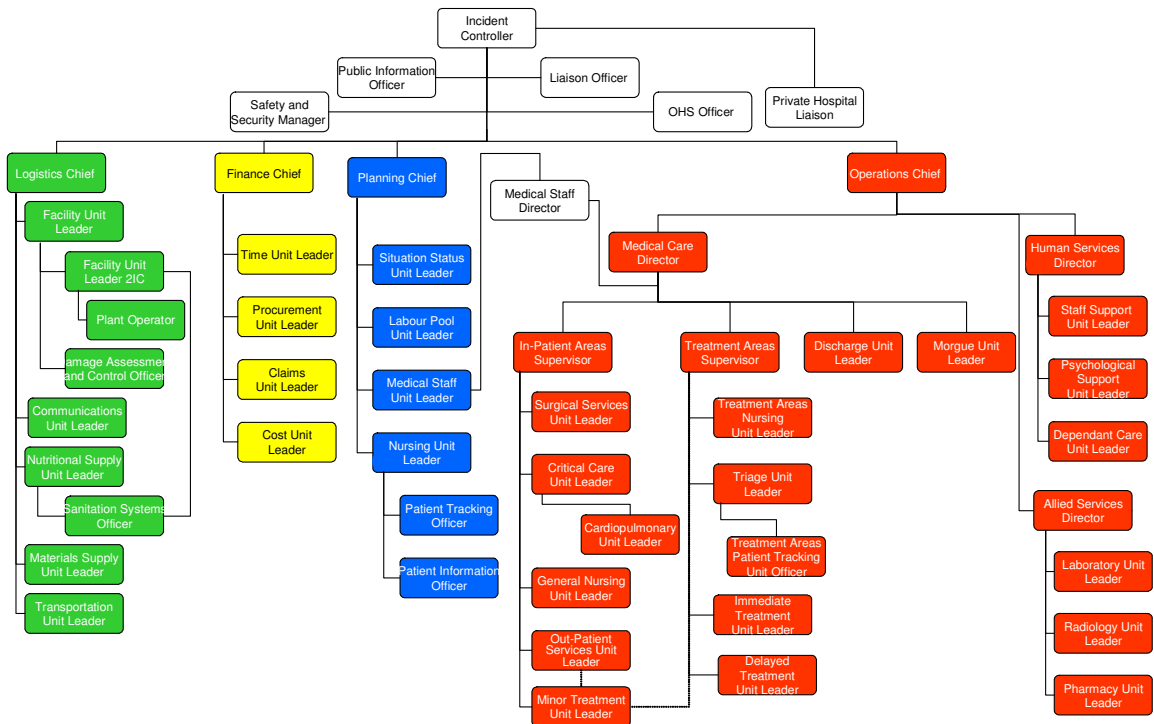 Incident
Controller
Public Information
Officer
Liaison Officer
Safety and
Security Manager
OHS Officer
Private Hospital
Liaison
Logistics Chief
Finance Chief
Planning Chief
Operations Chief
Medical Staff
Director
Facility Unit
Leader
Facility Unit
Leader 2IC
Plant Operator
Damage Assessment
and Control Officer
Communications
Unit Leader
Nutritional Supply
Unit Leader
Sanitation Systems
Officer
Materials Supply
Unit Leader
Transportation
Unit Leader
Time Unit Leader
Procurement
Unit Leader
Claims
Unit Leader
Cost Unit
Leader
Situation Status
Unit Leader
Labour Pool
Unit Leader
Medical Staff
Unit Leader
Nursing Unit
Leader
Patient Tracking
Officer
Patient Information
Officer
Medical Care
Director
In-Patient Areas
Supervisor
Surgical Services
Unit Leader
Critical Care
Unit Leader
Cardiopulmonary
Unit Leader
General Nursing
Unit Leader
Out-Patient
Services Unit
Leader
Minor Treatment
Unit Leader
Treatment Areas
Supervisor
Treatment Areas
Nursing
Unit Leader
Triage Unit
Leader
Treatment Areas
Patient Tracking
Unit Officer
Immediate
Treatment
Unit Leader
Delayed
Treatment
Unit Leader
Discharge Unit
Leader
Morgue Unit
Leader
Human Services
Director
Staff Support
Unit Leader
Psychological
Support
Unit Leader
Dependant Care
Unit Leader
Allied Services
Director
Laboratory Unit
Leader
Radiology Unit
Leader
Pharmacy Unit
Leader